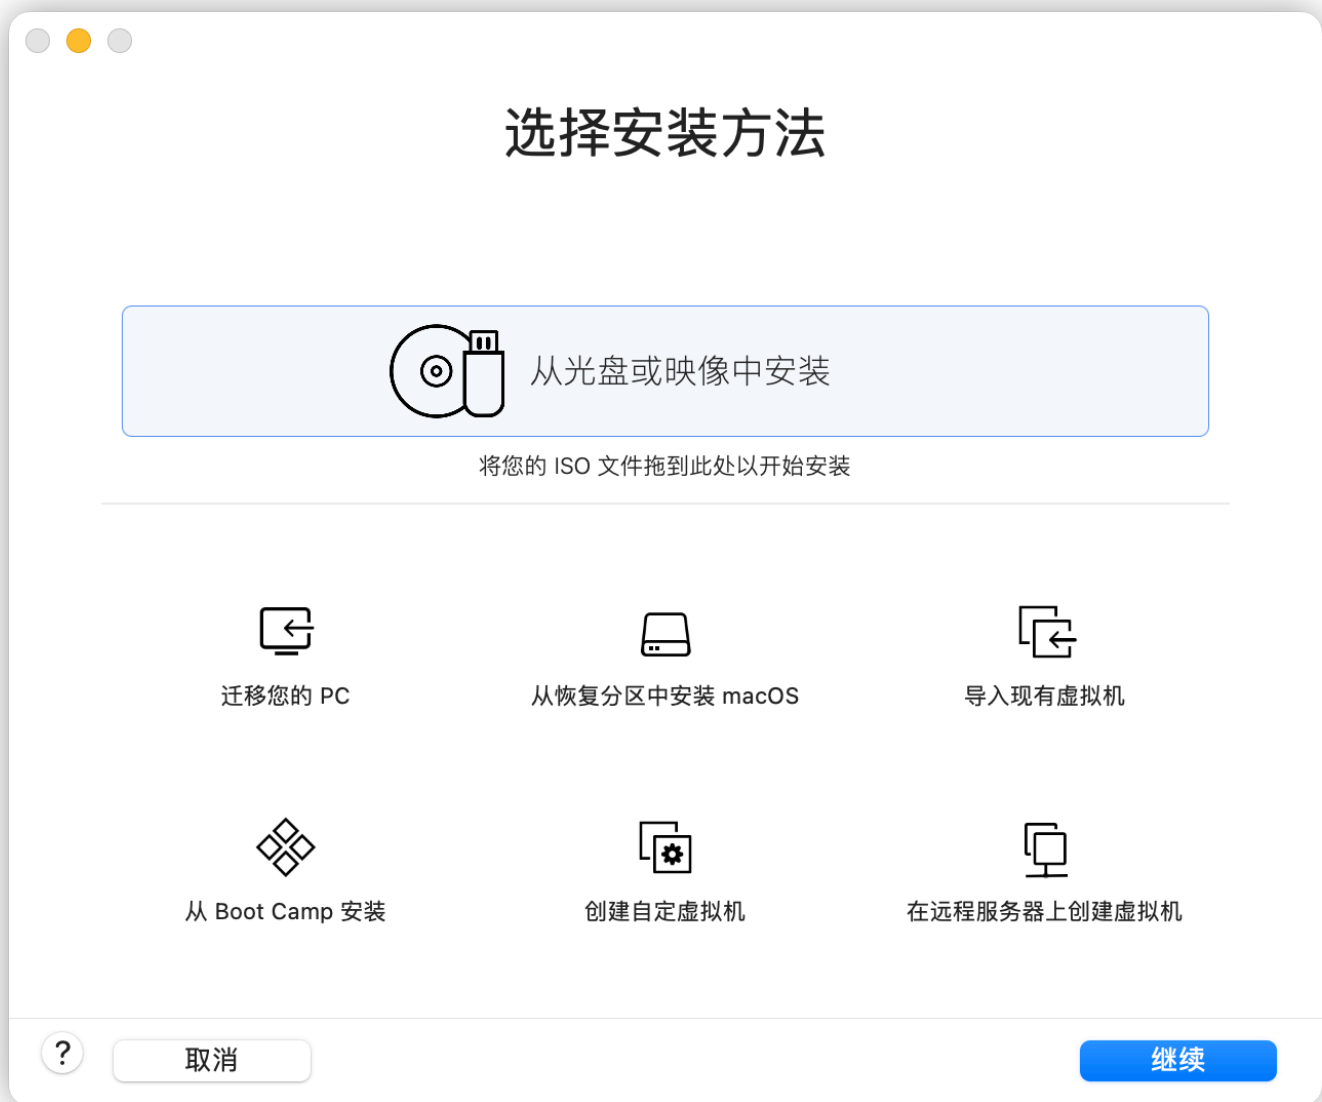 选择安装方法
从光盘或映像中安装
将您的 ISO 文件拖到此处以开始安装
迁移您的 PC
从恢复分区中安装 macOS
导入现有虚拟机
从 Boot Camp 安装
创建自定虚拟机
在远程服务器上创建虚拟机
?
取消
继续